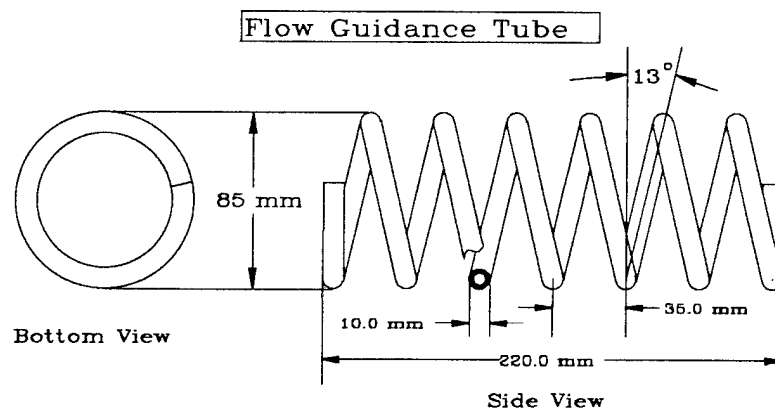 Flow Guidance Tube
13°
85 mm
10.0 mm
35.0 mm
Bottom View
220.0 mm
Side View